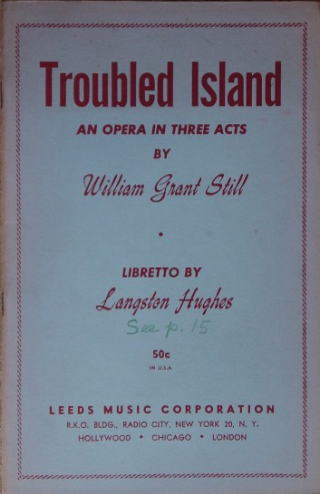 Troubled Island
AN OPERA IN THREE ACTS
BY
William Grant Still
•
LIBRETTO BY
Langston Hughes
See p. 15
50c
IN U.S.A
LEEDS MUSIC CORPORATION
R.K.O. BLDG., RADIO CITY, NEW YORK 20, N. Y.
HOLLYWOOD • CHICAGO • LONDON